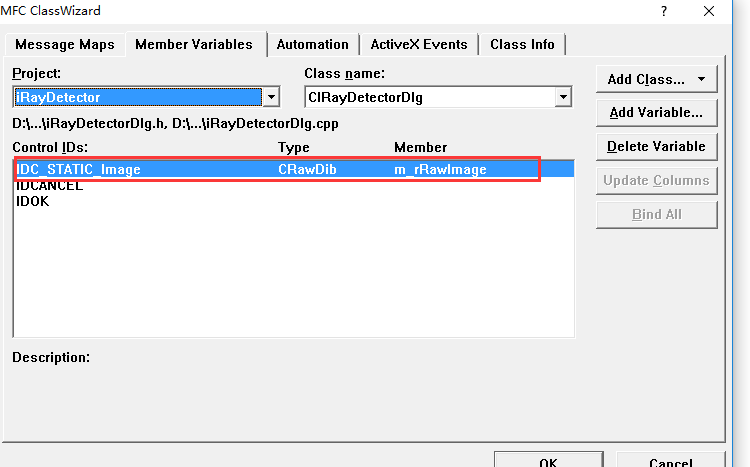 MFC ClassWizard
Message Maps Member Variables Automation ActiveX Events Class Info
Project: Class name:
iRayDetector CIRayDetectorDlg
Add Class...
D:\...\iRayDetectorDlg.h, D:\...\iRayDetectorDlg.cpp
Add Variable...
Control IDs: Type Member
Delete Variable
IDC_STATIC_Image CRawDib m_rRawImage
IDCANCEL
IDOK
Update Columns
Bind All
Description:
OK Cancel